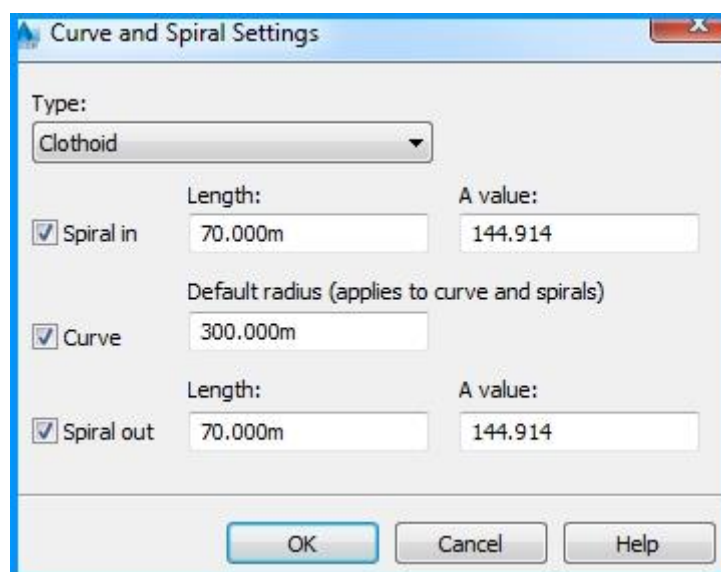 Curve and Spiral Settings
Type:
Clothoid
Length: A value:
Spiral in 70.000m 144.914
Default radius (applies to curve and spirals)
Curve 300.000m
Length: A value:
Spiral out 70.000m 144.914
OK Cancel Help